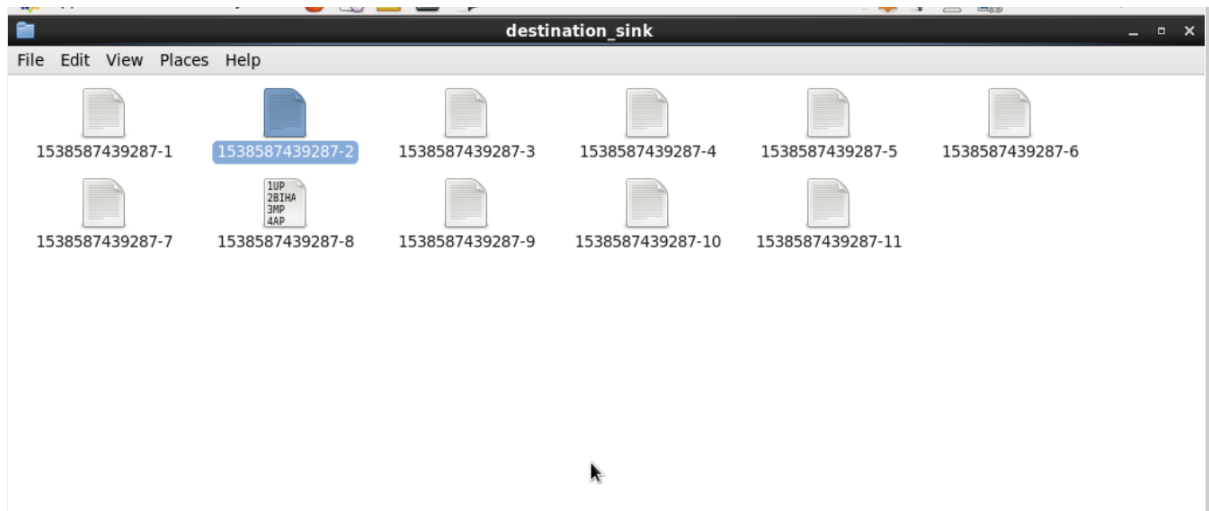 destination_sink
File Edit View Places Help
1538587439287-1 1538587439287-2 1538587439287-3 1538587439287-4 1538587439287-5 1538587439287-6
1UP
2BIHA
3MP
4AP
1538587439287-7 1538587439287-8 1538587439287-9 1538587439287-10 1538587439287-11